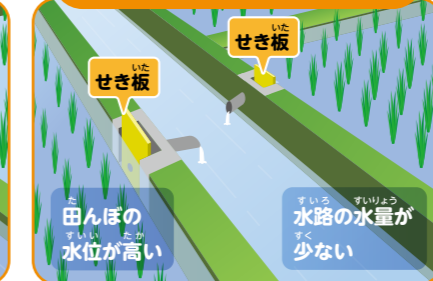 せき板
せき板
田んぼの
水位が高い
水路の水量が
少ない